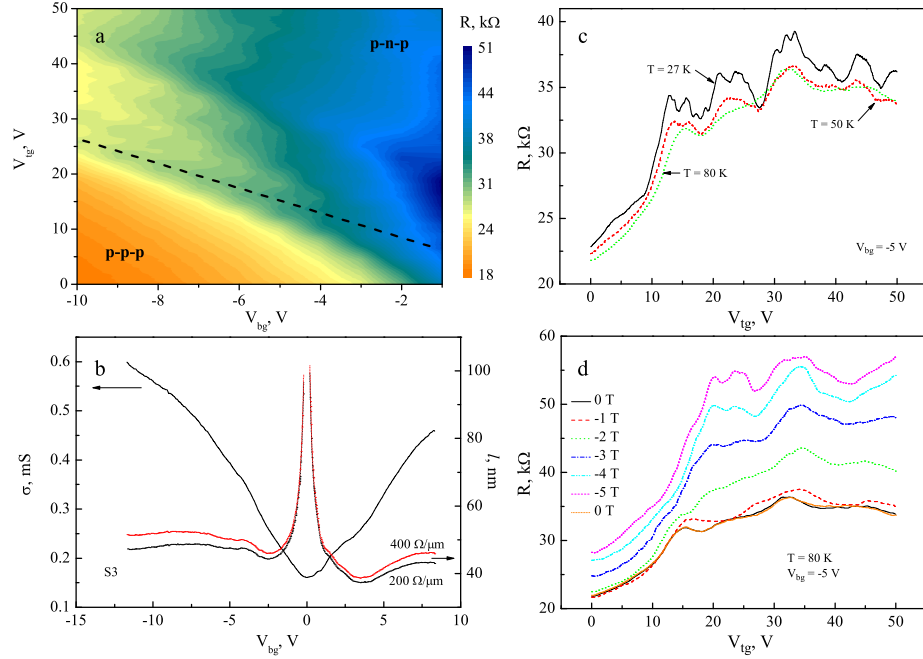 a
p-n-p
p-p-p
V_tg, V
50
40
30
20
10
0
-10
-8
-6
-4
-2
V_bg, V
R, kΩ
51
44
37
31
24
18
c
T = 27 K
T = 50 K
T = 80 K
V_bg = -5 V
R, kΩ
40
35
30
25
20
0
10
20
30
40
50
V_tg, V
b
σ, mS
0.6
0.5
0.4
0.3
0.2
0.1
S3
400 Ω/μm
200 Ω/μm
100
80
60
40
l, nm
-15
-10
-5
0
5
10
V_bg, V
d
0 T
-1 T
-2 T
-3 T
-4 T
-5 T
0 T
T = 80 K
V_bg = -5 V
R, kΩ
60
50
40
30
20
0
10
20
30
40
50
V_tg, V